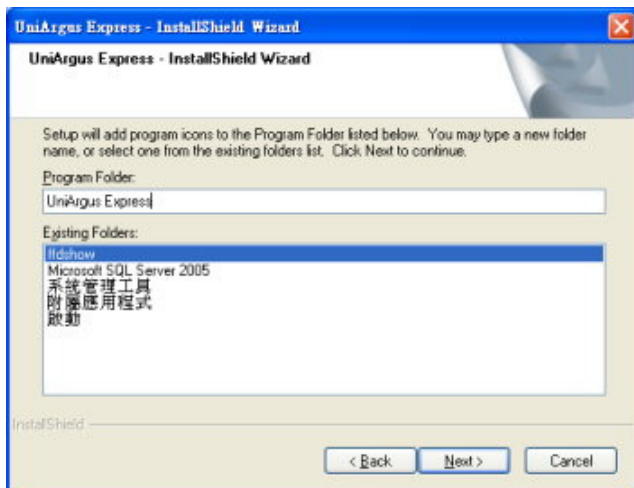 UniArgus Express - InstallShield Wizard
UniArgus Express - InstallShield Wizard
Setup will add program icons to the Program Folder listed below. You may type a new folder
name, or select one from the existing folders list. Click Next to continue.
Program Folder:
UniArgus Express
Existing Folders:
ffdshow
Microsoft SQL Server 2005
系統管理工具
附屬應用程式
啟動
InstallShield
< Back
Next >
Cancel